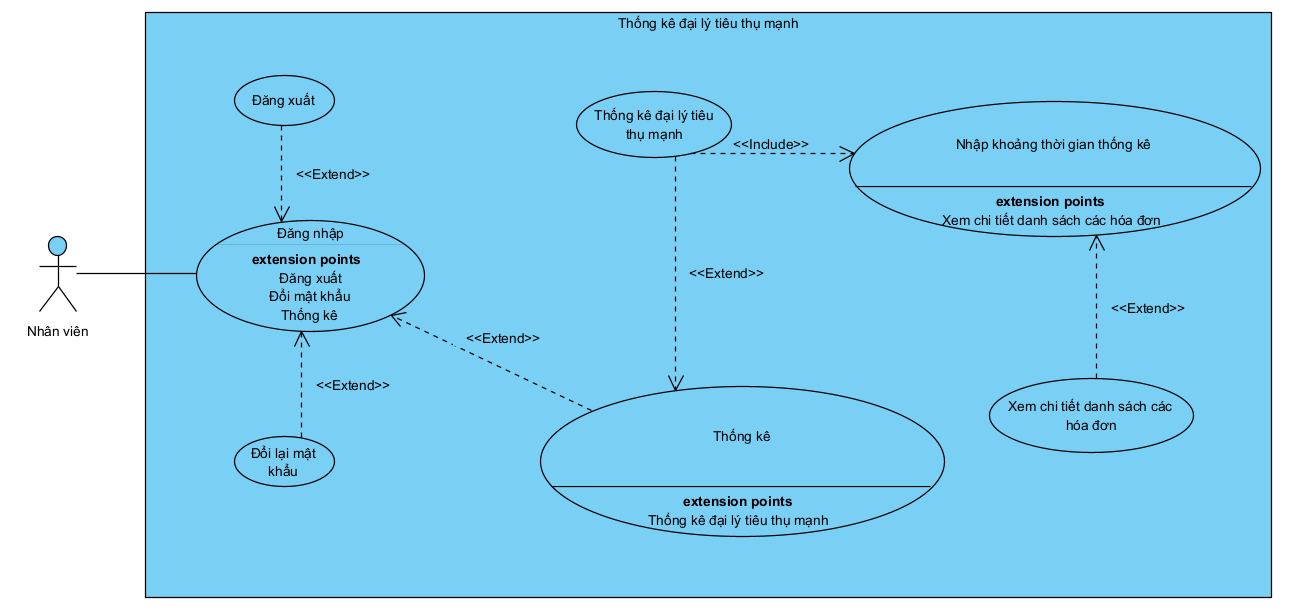 Thống kê đại lý tiêu thụ mạnh
Đăng xuất
<<Extend>>
Đăng nhập
extension points
Đăng xuất
Đổi mật khẩu
Thống kê
Nhân viên
<<Extend>>
Đổi lại mật
khẩu
<<Extend>>
Thống kê đại lý tiêu
thụ mạnh
<<Include>>
<<Extend>>
Thống kê
extension points
Thống kê đại lý tiêu thụ mạnh
Nhập khoảng thời gian thống kê
extension points
Xem chi tiết danh sách các hóa đơn
<<Extend>>
Xem chi tiết danh sách các
hóa đơn